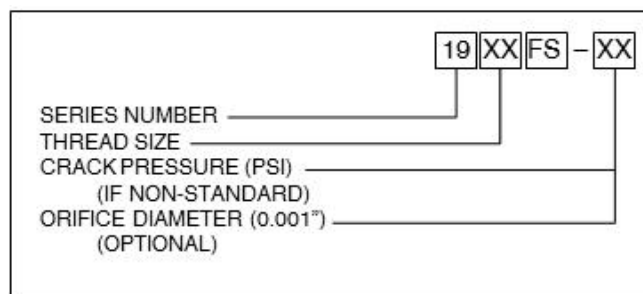 19 XX FS – XX
SERIES NUMBER
THREAD SIZE
CRACK PRESSURE (PSI)
(IF NON-STANDARD)
ORIFICE DIAMETER (0.001")
(OPTIONAL)